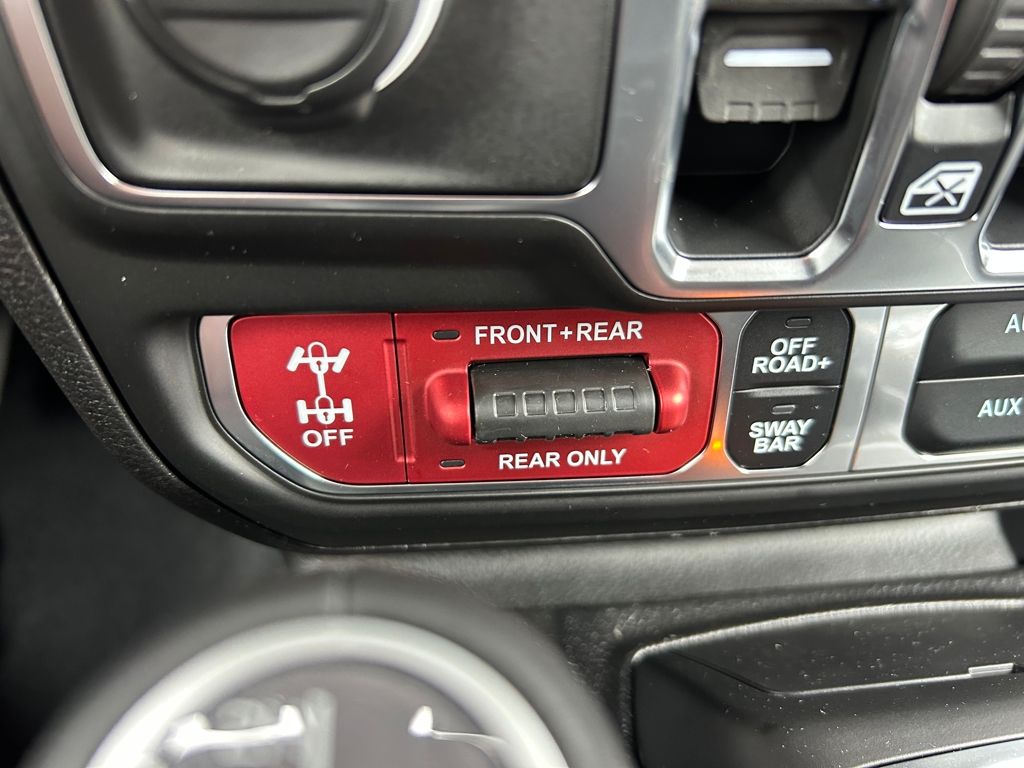 FRONT+REAR
OFF
REAR ONLY
OFF
ROAD+
SWAY
BAR
AUX